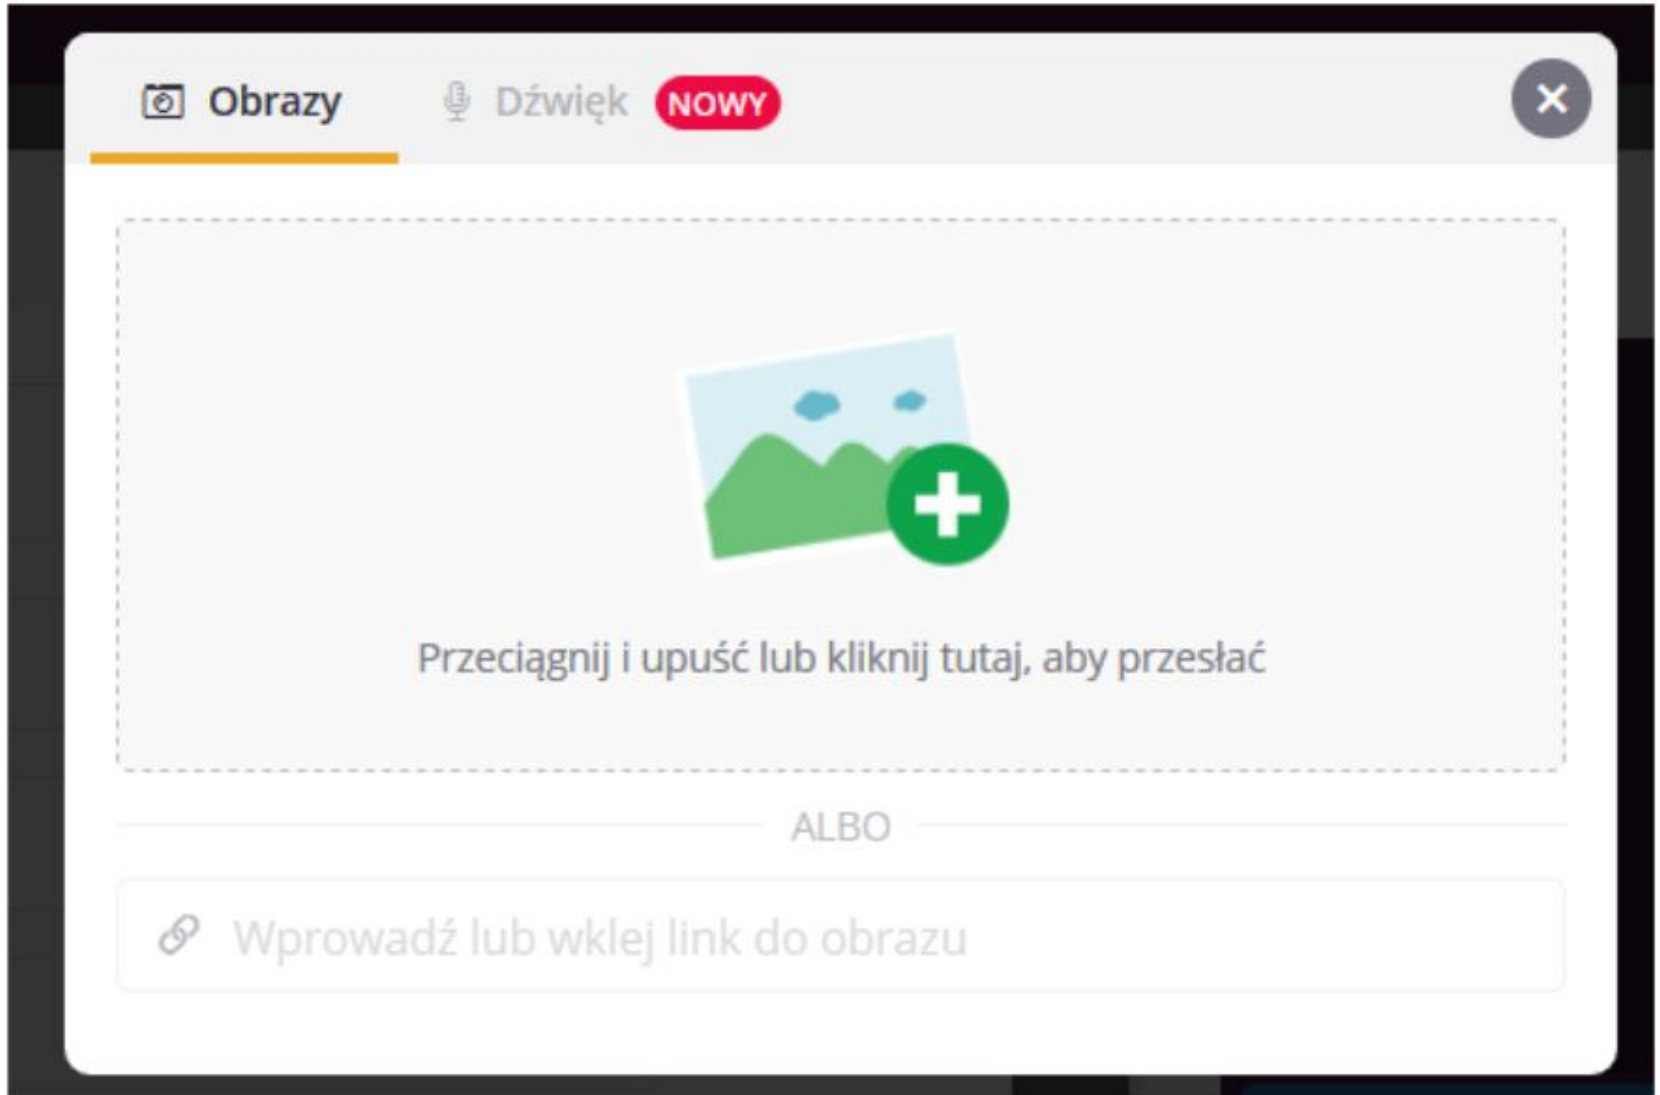 Obrazy
Dźwięk NOWY
Przeciągnij i upuść lub kliknij tutaj, aby przesłać
ALBO
Wprowadź lub wklej link do obrazu